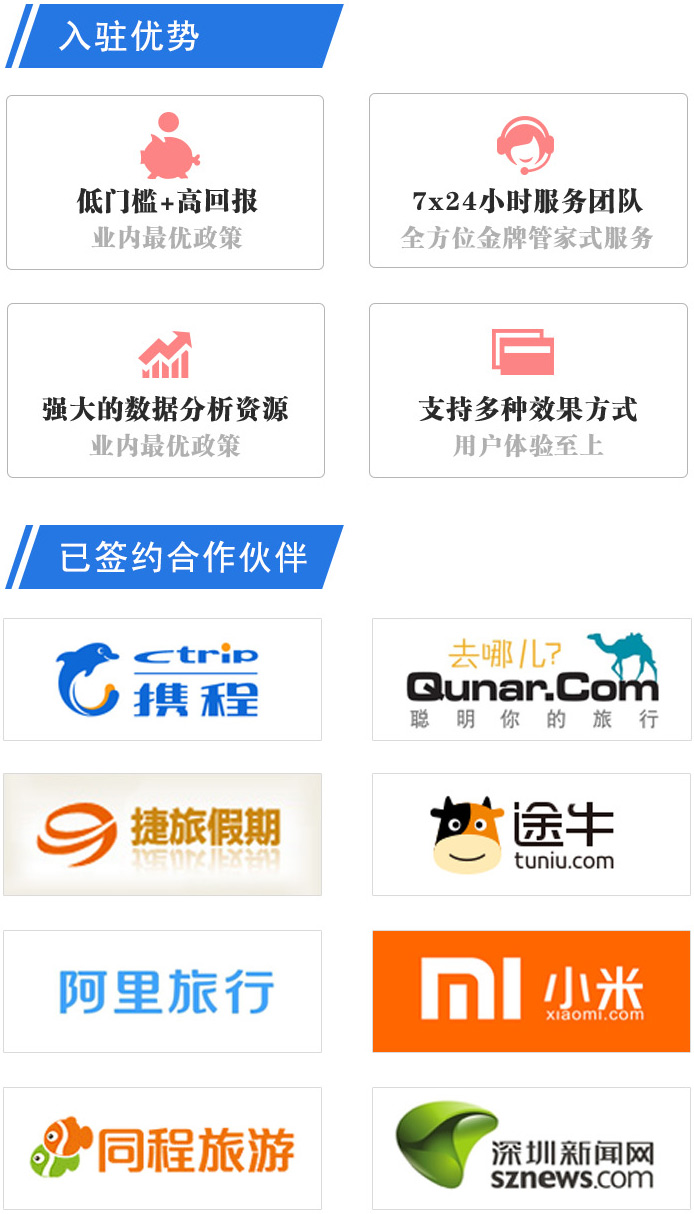 入驻优势
低门槛+高回报
业内最优政策
7x24小时服务团队
全方位金牌管家式服务
强大的数据分析资源
业内最优政策
支持多种效果方式
用户体验至上
已签约合作伙伴
ctrip
携程
去哪儿?
Qunar.Com
聪明你的旅行
捷旅假期
途牛
tuniu.com
阿里旅行
mi 小米
xiaomi.com
同程旅游
深圳新闻网
sznews.com